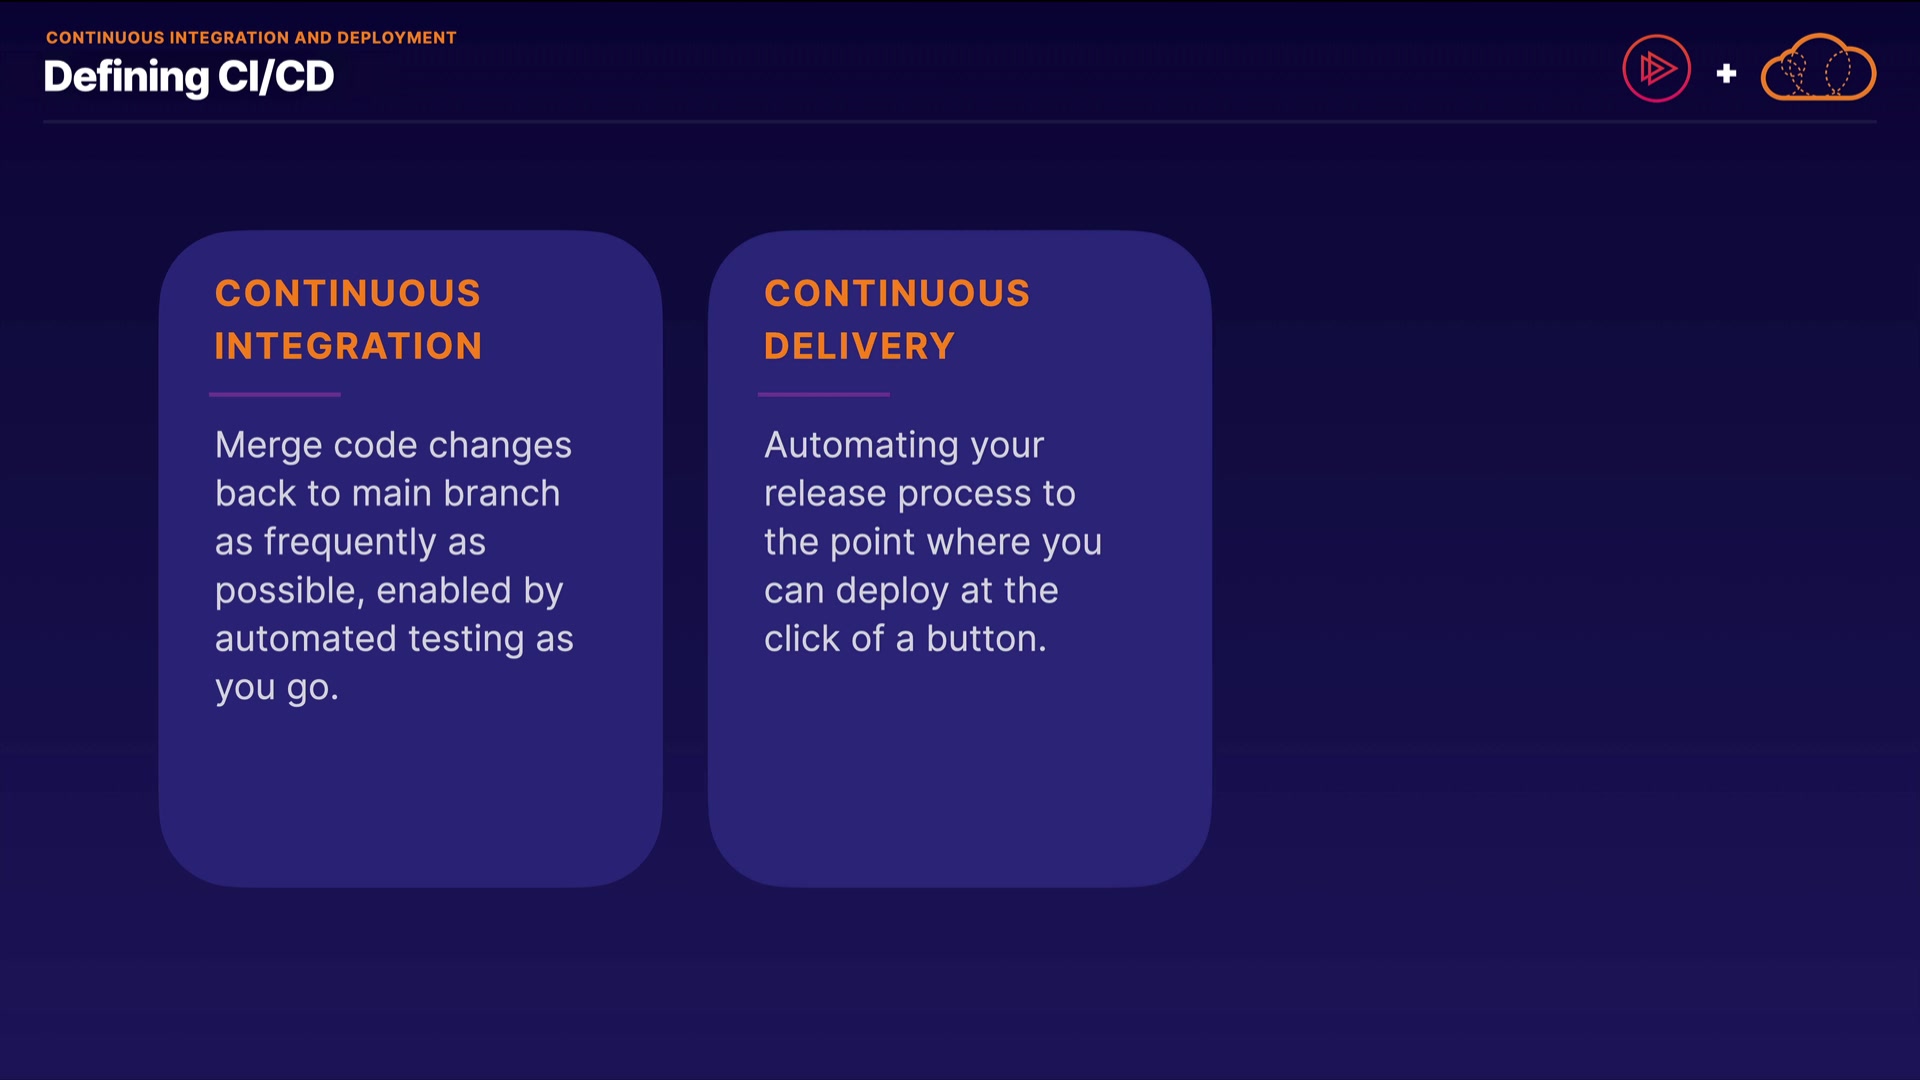 CONTINUOUS INTEGRATION AND DEPLOYMENT
Defining CI/CD
+
CONTINUOUS
INTEGRATION
Merge code changes
back to main branch
as frequently as
possible, enabled by
automated testing as
you go.
CONTINUOUS
DELIVERY
Automating your
release process to
the point where you
can deploy at the
click of a button.